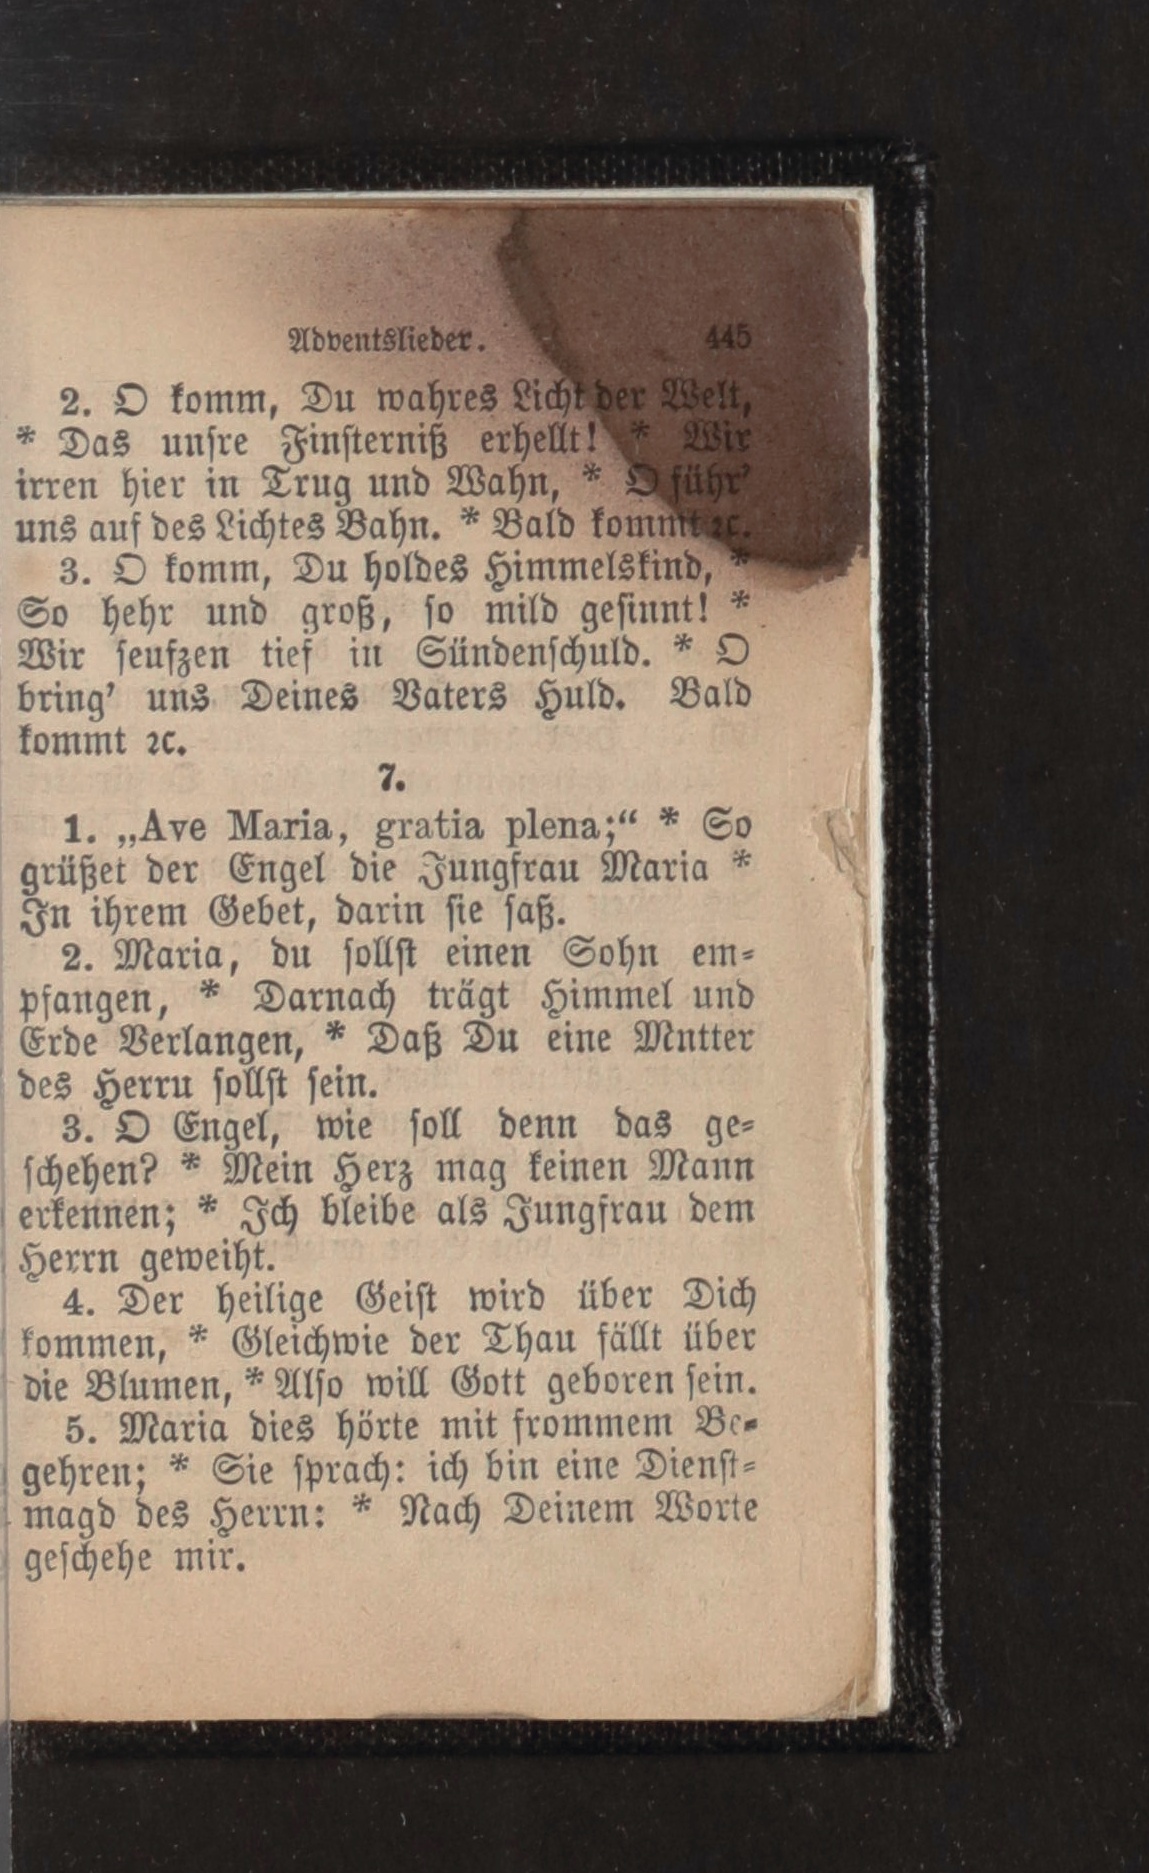 Adventslieder. 445
2. O komm, Du wahres Licht der Welt,
* Das unsre Finsterniß erhellt! * Wir
irren hier in Trug und Wahn, * O führ’
uns auf des Lichtes Bahn. * Bald kommt ꝛc.
3. O komm, Du holdes Himmelskind, *
So hehr und groß, so mild gesinnt! *
Wir seufzen tief in Sündenschuld. * O
bring’ uns Deines Vaters Huld. Bald
kommt ꝛc.
7.
1. „Ave Maria, gratia plena;“ * So
grüßet der Engel die Jungfrau Maria *
In ihrem Gebet, darin sie saß.
2. Maria, du sollst einen Sohn em-
pfangen, * Darnach trägt Himmel und
Erde Verlangen, * Daß Du eine Mntter
des Herru sollst sein.
3. O Engel, wie soll denn das ge-
schehen? * Mein Herz mag keinen Mann
erkennen; * Ich bleibe als Jungfrau dem
Herrn geweiht.
4. Der heilige Geist wird über Dich
kommen, * Gleichwie der Thau fällt über
die Blumen, * Also will Gott geboren sein.
5. Maria dies hörte mit frommem Be-
gehren; * Sie sprach: ich bin eine Dienst-
magd des Herrn: * Nach Deinem Worte
geschehe mir.